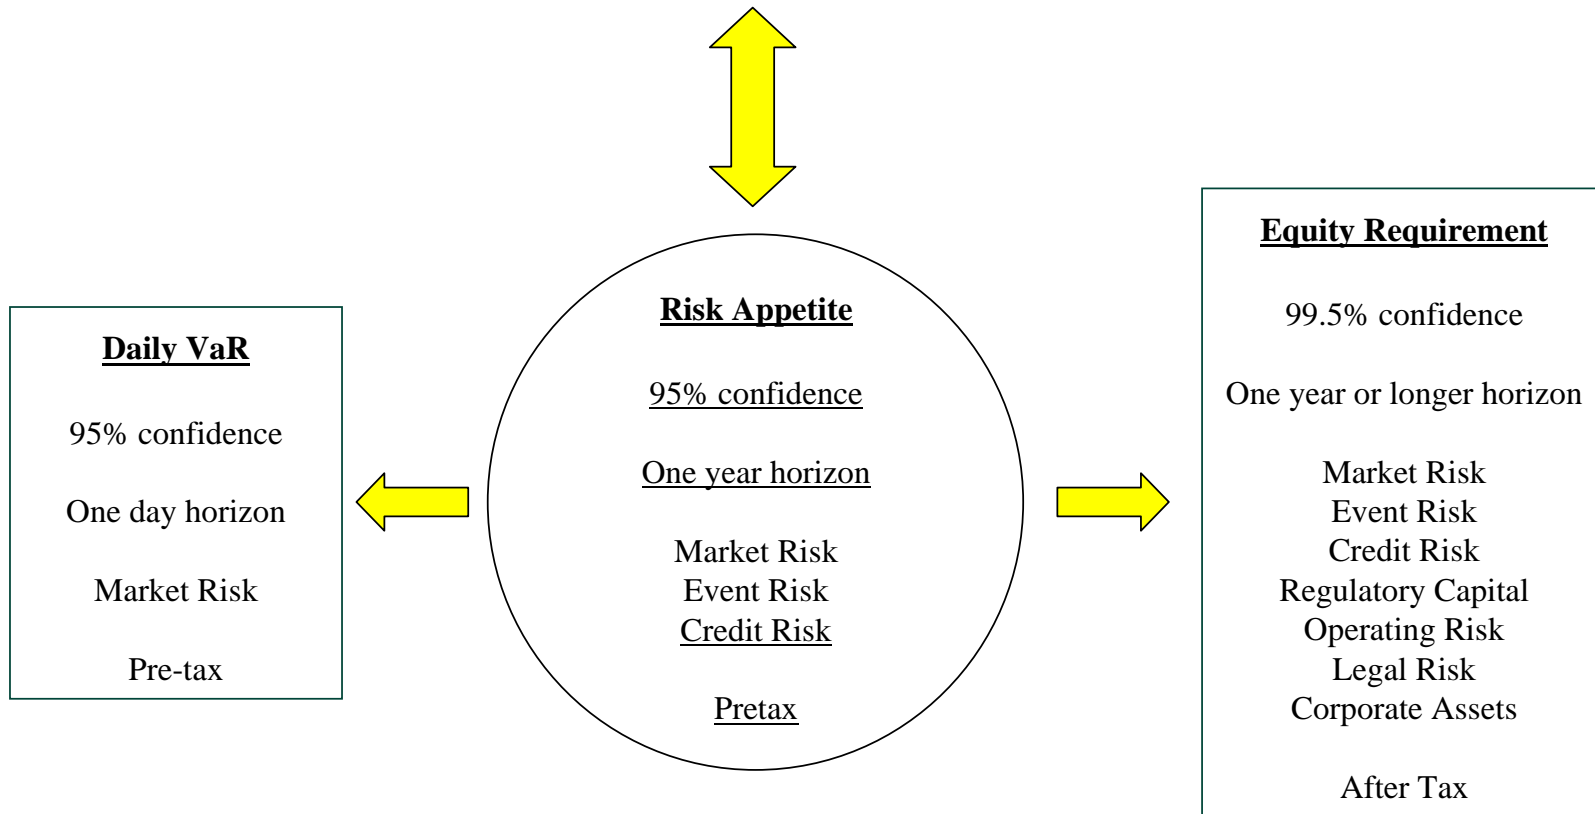 Daily VaR
95% confidence
One day horizon
Market Risk
Pre-tax
Risk Appetite
95% confidence
One year horizon
Market Risk
Event Risk
Credit Risk
Pretax
Equity Requirement
99.5% confidence
One year or longer horizon
Market Risk
Event Risk
Credit Risk
Regulatory Capital
Operating Risk
Legal Risk
Corporate Assets
After Tax